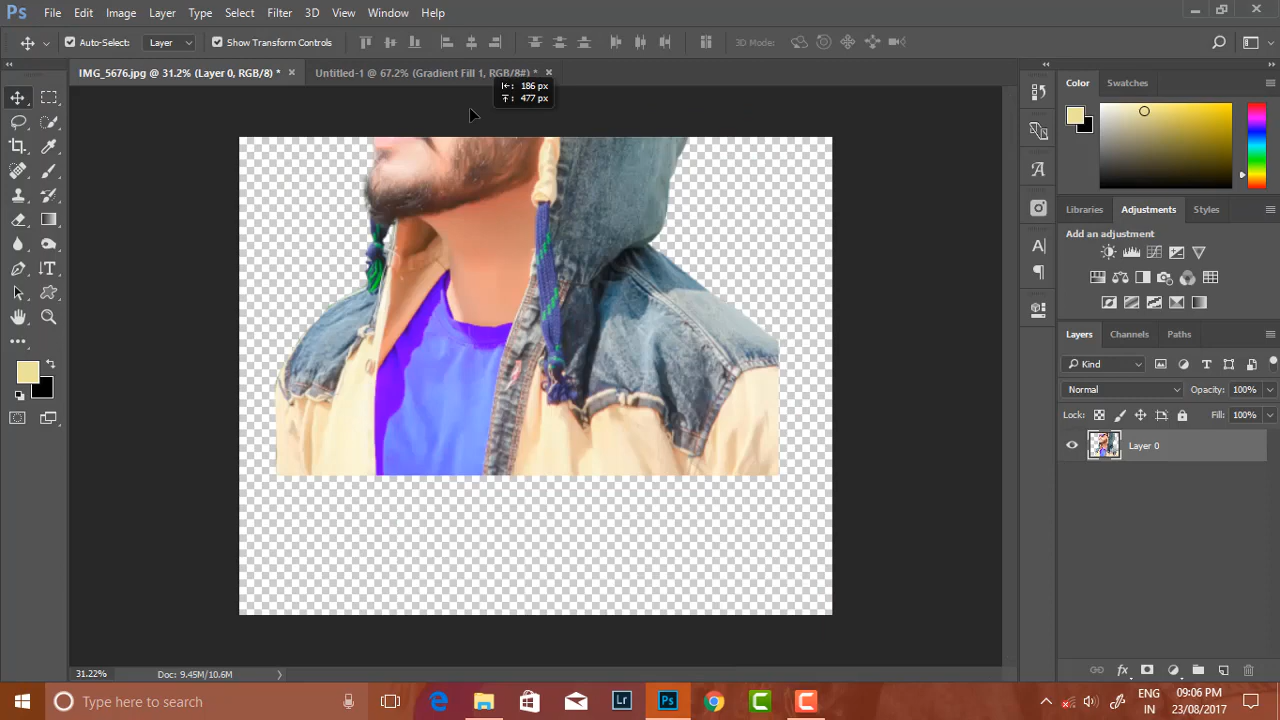 Ps File Edit Image Layer Type Select Filter 3D View Window Help
Auto-Select: Layer Show Transform Controls 3D Mode:
IMG_5676.jpg @ 31.2% (Layer 0, RGB/8) * × Untitled-1 @ 67.2% (Gradient Fill 1, RGB/8#) * ×
186 px
477 px
Color Swatches
Libraries Adjustments Styles
Add an adjustment
Layers Channels Paths
Kind
Normal Opacity: 100%
Lock: Fill: 100%
Layer 0
31.22% Doc: 9.45M/10.6M
Type here to search
Lr Ps
ENG 09:06 PM
IN 23/08/2017